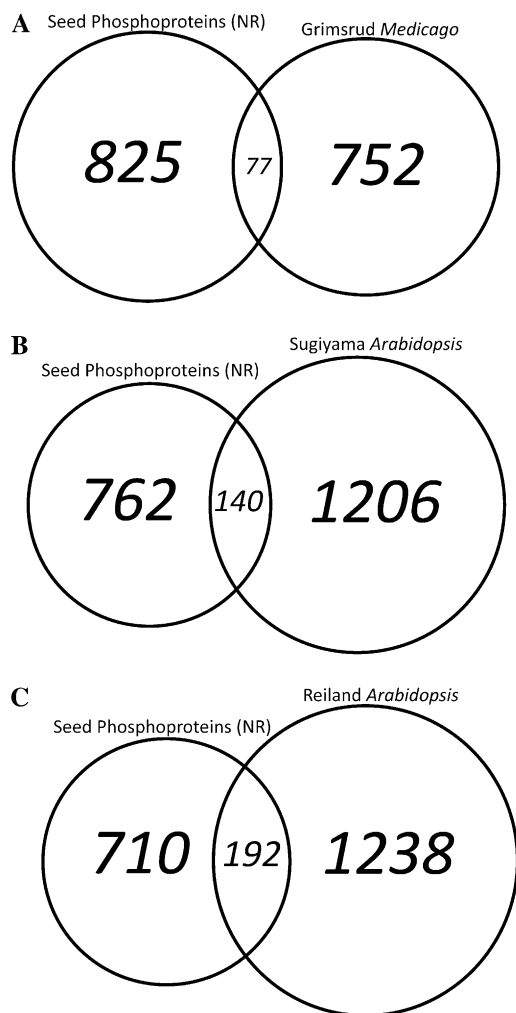 A
Seed Phosphoproteins (NR)
Grimsrud Medicago
825
77
752
B
Sugiyama Arabidopsis
Seed Phosphoproteins (NR)
762
140
1206
C
Reiland Arabidopsis
Seed Phosphoproteins (NR)
710
192
1238